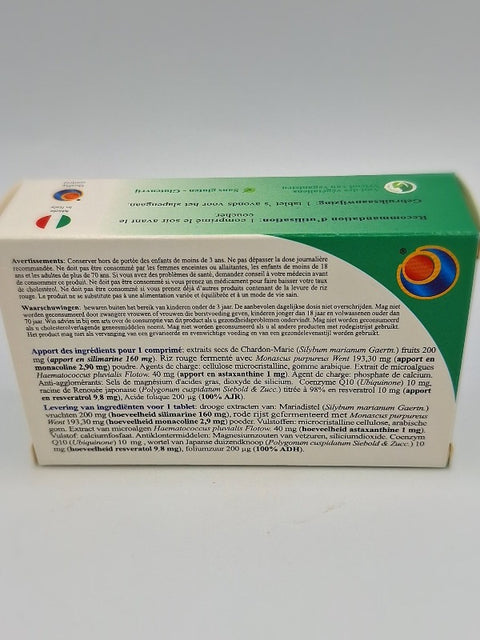 Apto dos végétaliens
Sans gluten - Glutenvrij
Gebruiksaanwijzing 1 tablet 's avonds voor het slapengaan
Recommandation d'utilisation 1 comprimé le soir avant le
coucher
Avertissements: Conserver hors de portée des enfants de moins de 3 ans. Ne pas dépasser la dose journalière
recommandée. Ne doit pas être consommé par les femmes enceintes ou allaitantes, les enfants de moins de 18
ans et les adultes de plus de 70 ans. Si vous avez des problèmes de santé, demander conseil à votre médecin avant
de consommer ce produit. Ne doit pas être consommé si vous prenez un médicament pour faire baisser votre taux
de cholestérol. Ne doit pas être consommé si vous prenez déjà d'autres produits contenant de la levure de riz
rouge. Le produit ne se substitue pas à une alimentation variée et équilibrée et à un mode de vie sain.
Waarschuwingen. bewaren buiten het bereik van kinderen onder de 3 jaar. De aanbevolen dagelijkse dosis niet overschrijden. Mag niet
worden geconsumeerd door zwangere vrouwen of vrouwen die borstvoeding geven, kinderen jonger dan 18 jaar en volwassenen ouder dan
70 jaar. Win advies in bij een arts over de consumptie van dit product als u gezondheidsproblemen ondervindt. Mag niet worden geconsumeerd
als u cholesterolverlagende geneesmiddelen neemt. Mag niet worden geconsumeerd als u al andere producten met rodegistrijst gebruikt.
Het product mag niet als vervanging van een gevarieerde en evenwichtige voeding en van een gezonde levensstijl worden gebruikt.
Apport des ingrédients pour 1 comprimé: extraits secs de Chardon-Marie (Silybum marianum Gaertn.) fruits 200
mg (apport en silimarine 160 mg). Riz rouge fermenté avec Monascus purpureus Went 193,30 mg (apport en
monacoline 2,90 mg) poudre. Agents de charge: cellulose microcristalline, gomme arabique. Extrait de microalgues
Haematococcus pluvialis Flotow. 40 mg (apport en astaxanthine 1 mg). Agent de charge: phosphate de calcium.
Anti-agglomérants: Sels de magnésium d'acides gras, dioxyde de silicium. Coenzyme Q10 (Ubiquinone) 10 mg,
racine de Renouée japonaise (Polygonum cuspidatum Siebold & Zucc.) titrée à 98% en resveratrol 10 mg (apport
en resveratrol 9,8 mg), Acide folique 200 µg (100% AJR).
Levering van ingrediënten voor 1 tablet: droge extracten van: Mariadistel (Silybum marianum Gaertn.)
vruchten 200 mg (hoeveelheid silimarine 160 mg), rode rijst gefermenteerd met Monascus purpureus
Went 193,30 mg (hoeveelheid monacoline 2,9 mg) poeder. Vulstoffen: microcristallijne cellulose, arabische
gom. Extract van microalgen Haematococcus pluvialis Flotow. 40 mg (hoeveelheid astaxanthine 1 mg).
Vulstof: calciumfosfaat. Antiklontermiddelen: Magnesiumzouten van vetzuren, siliciumdioxide. Coenzym
Q10 (Ubiquinone) 10 mg, wortel van Japanse duizendknoop (Polygonum cuspidatum Siebold & Zucc.) 10
mg (hoeveelheid resveratrol 9,8 mg), foliumzuur 200 µg (100% ADH).